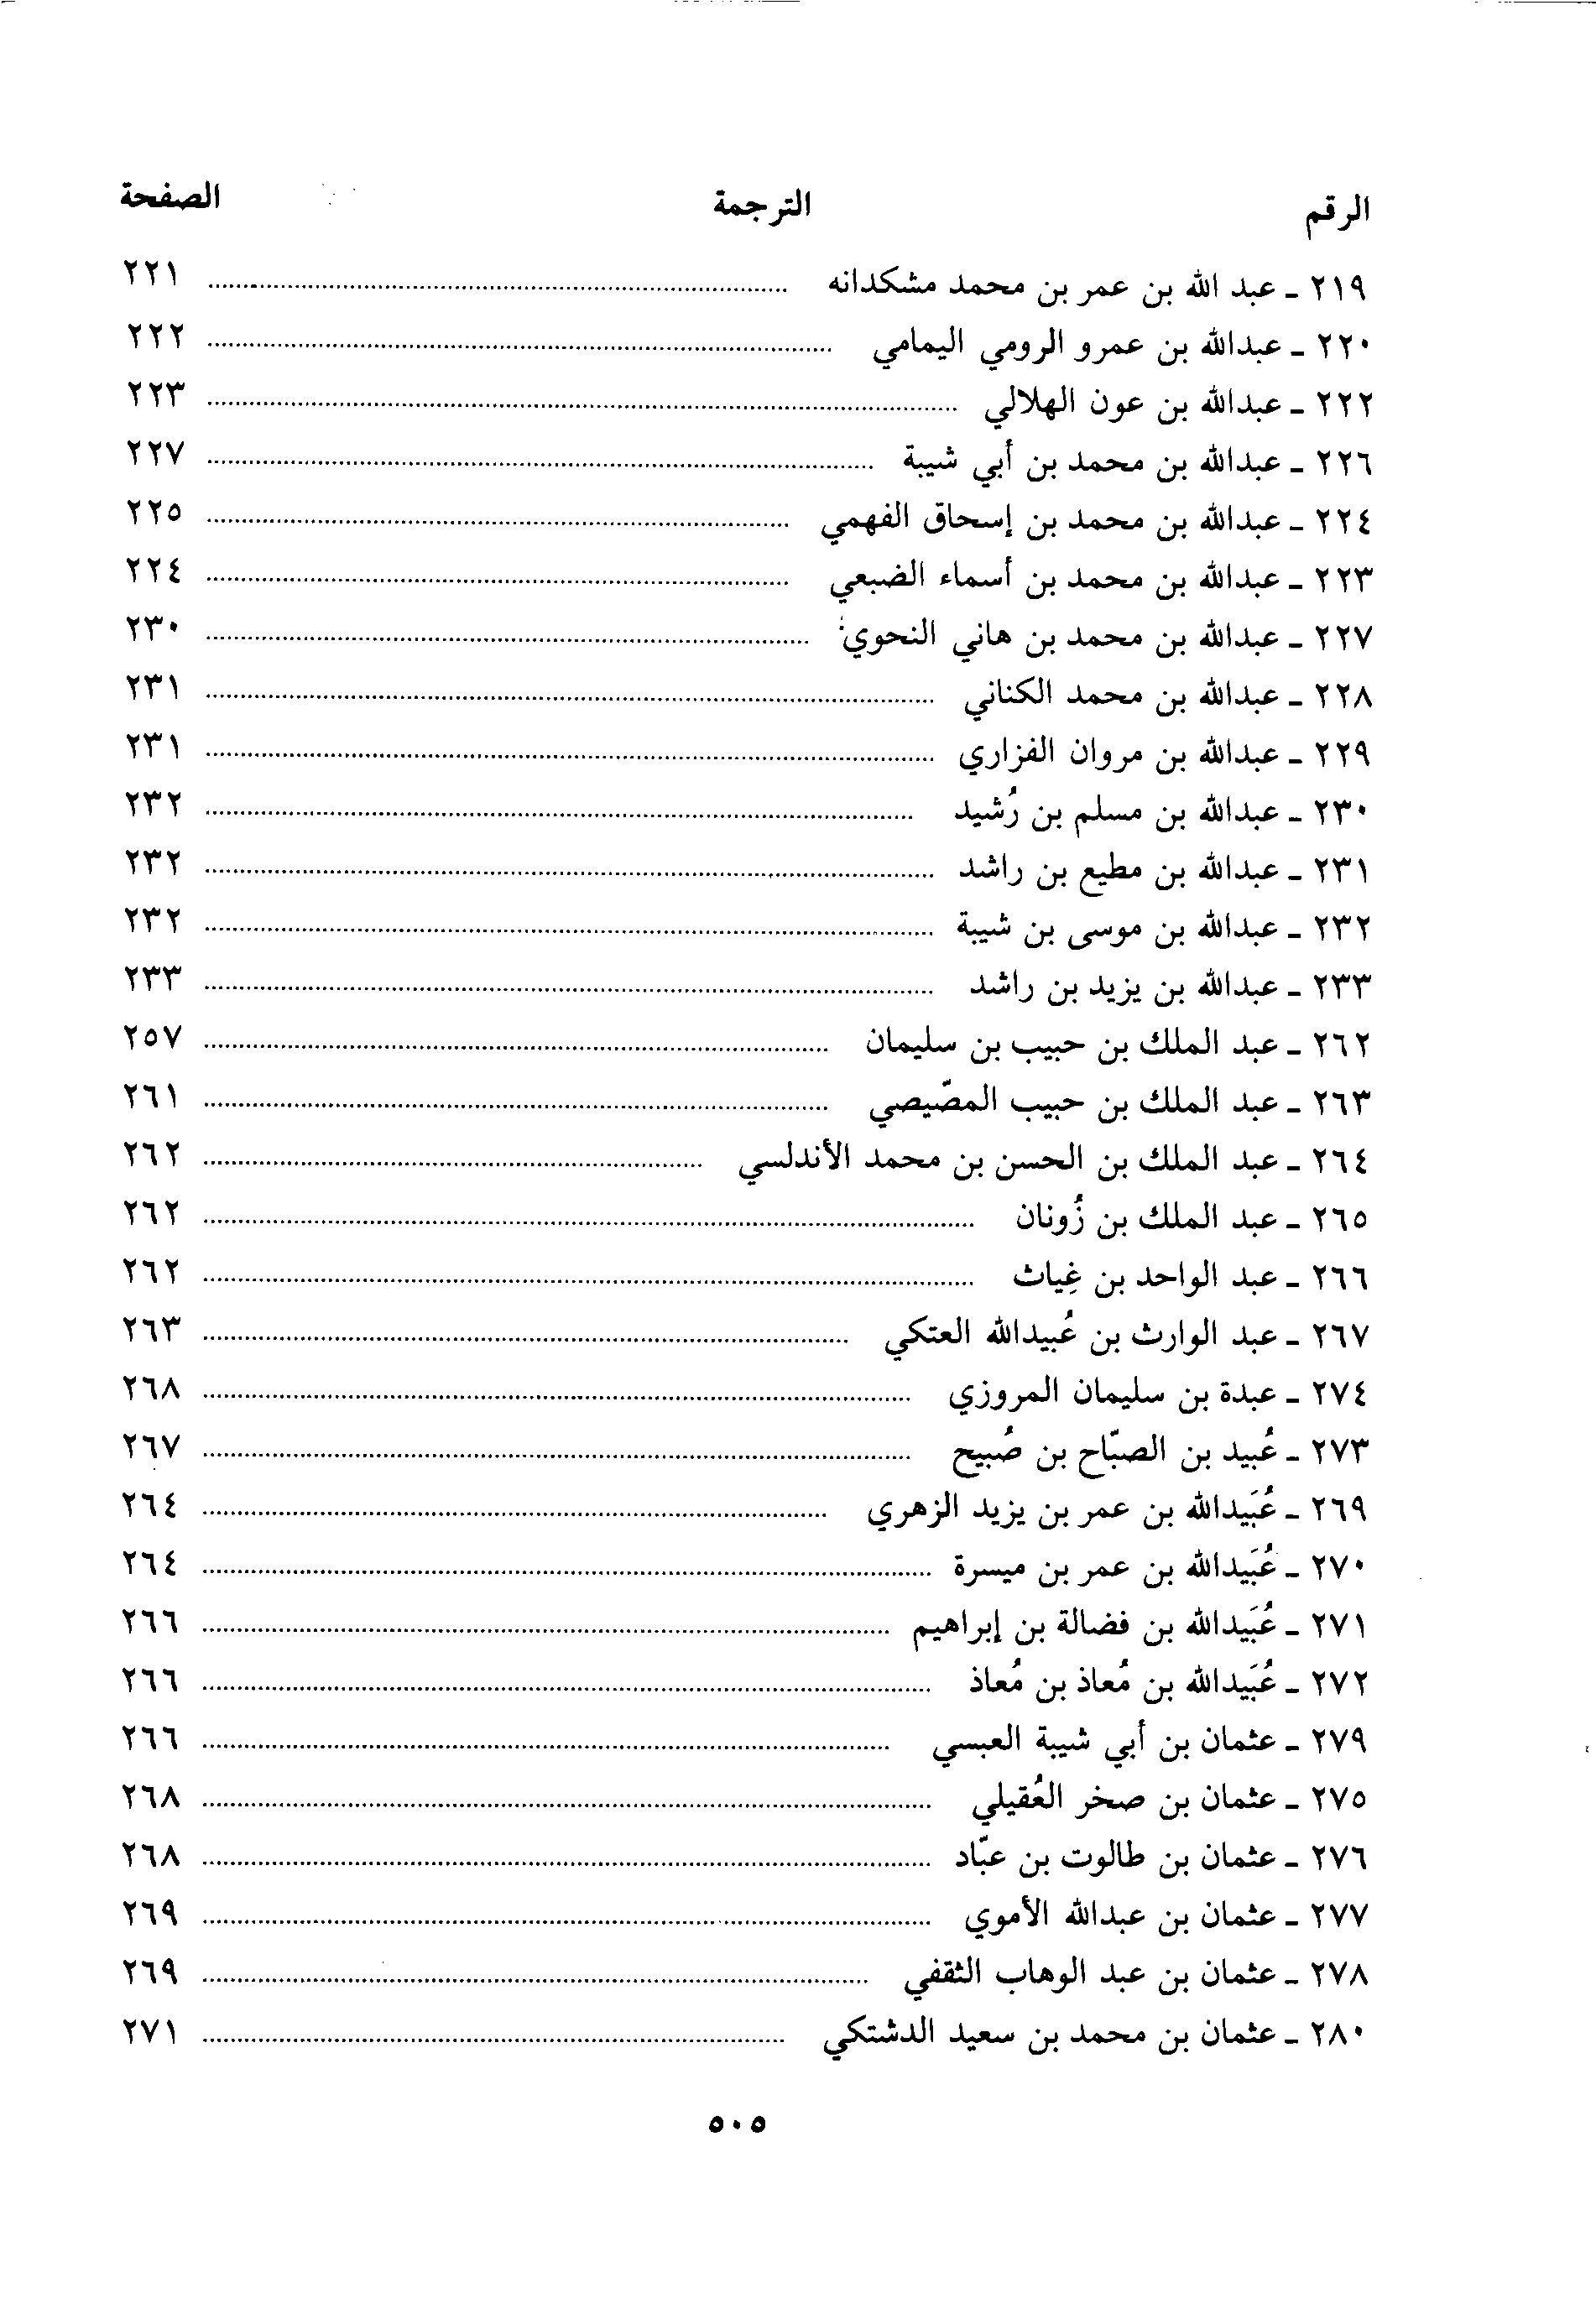 الرقم الترجمة الصفحة
٢١٩ ـ عبد الله بن عمر بن محمد مشكدانه ........ ٢٢١
٢٢٠ ـ عبدالله بن عمرو الرومي اليمامي ........ ٢٢٢
٢٢٢ ـ عبدالله بن عون الهلالي ........ ٢٢٣
٢٢٦ ـ عبدالله بن محمد بن أبي شيبة ........ ٢٢٧
٢٢٤ ـ عبدالله بن محمد بن إسحاق الفهمي ........ ٢٢٥
٢٢٣ ـ عبدالله بن محمد بن أسماء الضبعي ........ ٢٢٤
٢٢٧ ـ عبدالله بن محمد بن هاني النحوي ........ ٢٣٠
٢٢٨ ـ عبدالله بن محمد الكناني ........ ٢٣١
٢٢٩ ـ عبدالله بن مروان الفزاري ........ ٢٣١
٢٣٠ ـ عبدالله بن مسلم بن رُشيد ........ ٢٣٢
٢٣١ ـ عبدالله بن مطيع بن راشد ........ ٢٣٢
٢٣٢ ـ عبدالله بن موسى بن شيبة ........ ٢٣٢
٢٣٣ ـ عبدالله بن يزيد بن راشد ........ ٢٣٣
٢٦٢ ـ عبد الملك بن حبيب بن سليمان ........ ٢٥٧
٢٦٣ ـ عبد الملك بن حبيب المصّيصي ........ ٢٦١
٢٦٤ ـ عبد الملك بن الحسن بن محمد الأندلسي ........ ٢٦٢
٢٦٥ ـ عبد الملك بن زُونان ........ ٢٦٢
٢٦٦ ـ عبد الواحد بن غِياث ........ ٢٦٢
٢٦٧ ـ عبد الوارث بن عُبيدالله العتكي ........ ٢٦٣
٢٧٤ ـ عبدة بن سليمان المروزي ........ ٢٦٨
٢٧٣ ـ عُبيد بن الصبّاح بن صُبيح ........ ٢٦٧
٢٦٩ ـ عُبَيدالله بن عمر بن يزيد الزهري ........ ٢٦٤
٢٧٠ ـ عُبَيدالله بن عمر بن ميسرة ........ ٢٦٤
٢٧١ ـ عُبَيدالله بن فضالة بن إبراهيم ........ ٢٦٦
٢٧٢ ـ عُبَيدالله بن مُعاذ بن مُعاذ ........ ٢٦٦
٢٧٩ ـ عثمان بن أبي شيبة العبسي ........ ٢٦٦
٢٧٥ ـ عثمان بن صخر العُقيلي ........ ٢٦٨
٢٧٦ ـ عثمان بن طالوت بن عبّاد ........ ٢٦٨
٢٧٧ ـ عثمان بن عبدالله الأموي ........ ٢٦٩
٢٧٨ ـ عثمان بن عبد الوهاب الثقفي ........ ٢٦٩
٢٨٠ ـ عثمان بن محمد بن سعيد الدشتكي ........ ٢٧١
٥٠٥